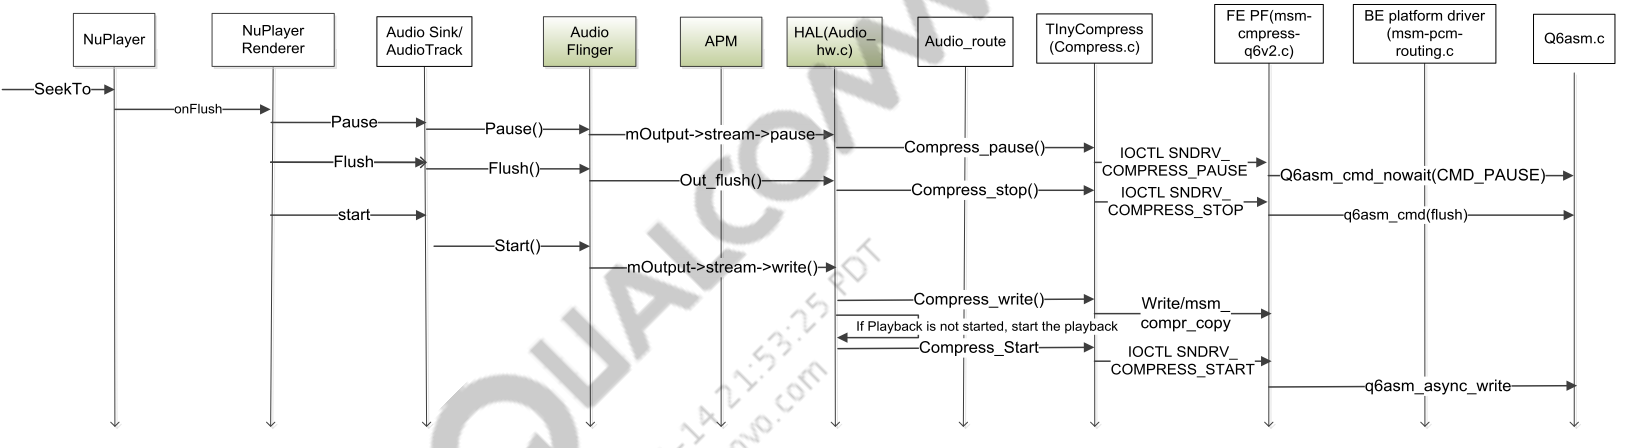 NuPlayer
NuPlayer
Renderer
Audio Sink/
AudioTrack
Audio
Flinger
APM
HAL(Audio_
hw.c)
Audio_route
TInyCompress
(Compress.c)
FE PF(msm-
cmpress-
q6v2.c)
BE platform driver
(msm-pcm-
routing.c
Q6asm.c
SeekTo
onFlush
Pause
Pause()
mOutput->stream->pause
Compress_pause()
IOCTL SNDRV_
COMPRESS_PAUSE
Q6asm_cmd_nowait(CMD_PAUSE)
Flush
Flush()
Out_flush()
Compress_stop()
IOCTL SNDRV_
COMPRESS_STOP
q6asm_cmd(flush)
start
Start()
mOutput->stream->write()
Compress_write()
Write/msm_
compr_copy
If Playback is not started, start the playback
Compress_Start
IOCTL SNDRV_
COMPRESS_START
q6asm_async_write
QUALCOMM
-14 21:53:25 PDT